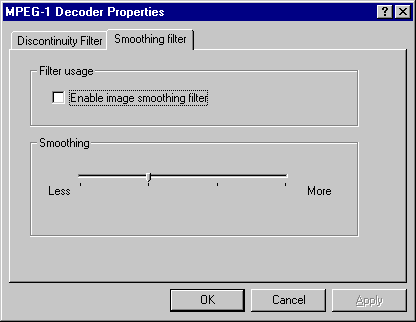 MPEG-1 Decoder Properties
Discontinuity Filter
Smoothing filter
Filter usage
Enable image smoothing filter
Smoothing
Less
More
OK
Cancel
Apply